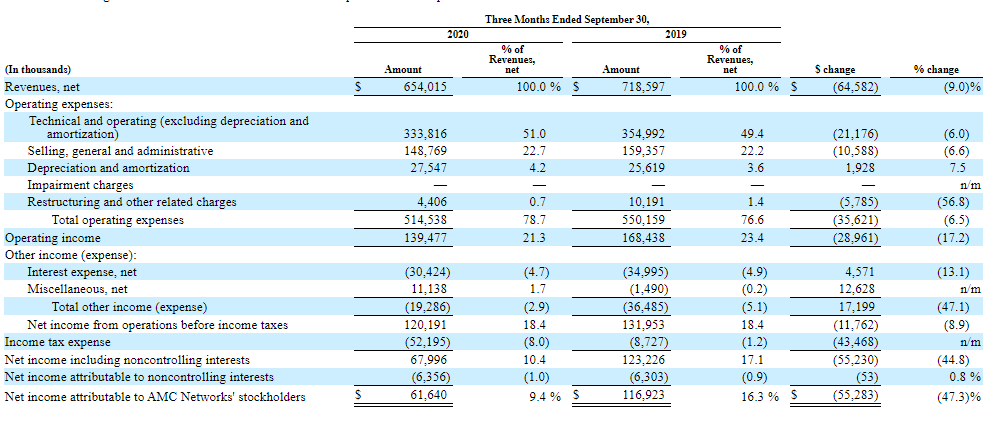 Three Months Ended September 30,
2020 2019
% of Revenues, net % of Revenues, net
(In thousands) Amount Amount $ change % change
Revenues, net $ 654,015 100.0 % $ 718,597 100.0 % $ (64,582) (9.0)%
Operating expenses:
Technical and operating (excluding depreciation and
amortization) 333,816 51.0 354,992 49.4 (21,176) (6.0)
Selling, general and administrative 148,769 22.7 159,357 22.2 (10,588) (6.6)
Depreciation and amortization 27,547 4.2 25,619 3.6 1,928 7.5
Impairment charges — — — — — n/m
Restructuring and other related charges 4,406 0.7 10,191 1.4 (5,785) (56.8)
Total operating expenses 514,538 78.7 550,159 76.6 (35,621) (6.5)
Operating income 139,477 21.3 168,438 23.4 (28,961) (17.2)
Other income (expense):
Interest expense, net (30,424) (4.7) (34,995) (4.9) 4,571 (13.1)
Miscellaneous, net 11,138 1.7 (1,490) (0.2) 12,628 n/m
Total other income (expense) (19,286) (2.9) (36,485) (5.1) 17,199 (47.1)
Net income from operations before income taxes 120,191 18.4 131,953 18.4 (11,762) (8.9)
Income tax expense (52,195) (8.0) (8,727) (1.2) (43,468) n/m
Net income including noncontrolling interests 67,996 10.4 123,226 17.1 (55,230) (44.8)
Net income attributable to noncontrolling interests (6,356) (1.0) (6,303) (0.9) (53) 0.8 %
Net income attributable to AMC Networks' stockholders $ 61,640 9.4 % $ 116,923 16.3 % $ (55,283) (47.3)%